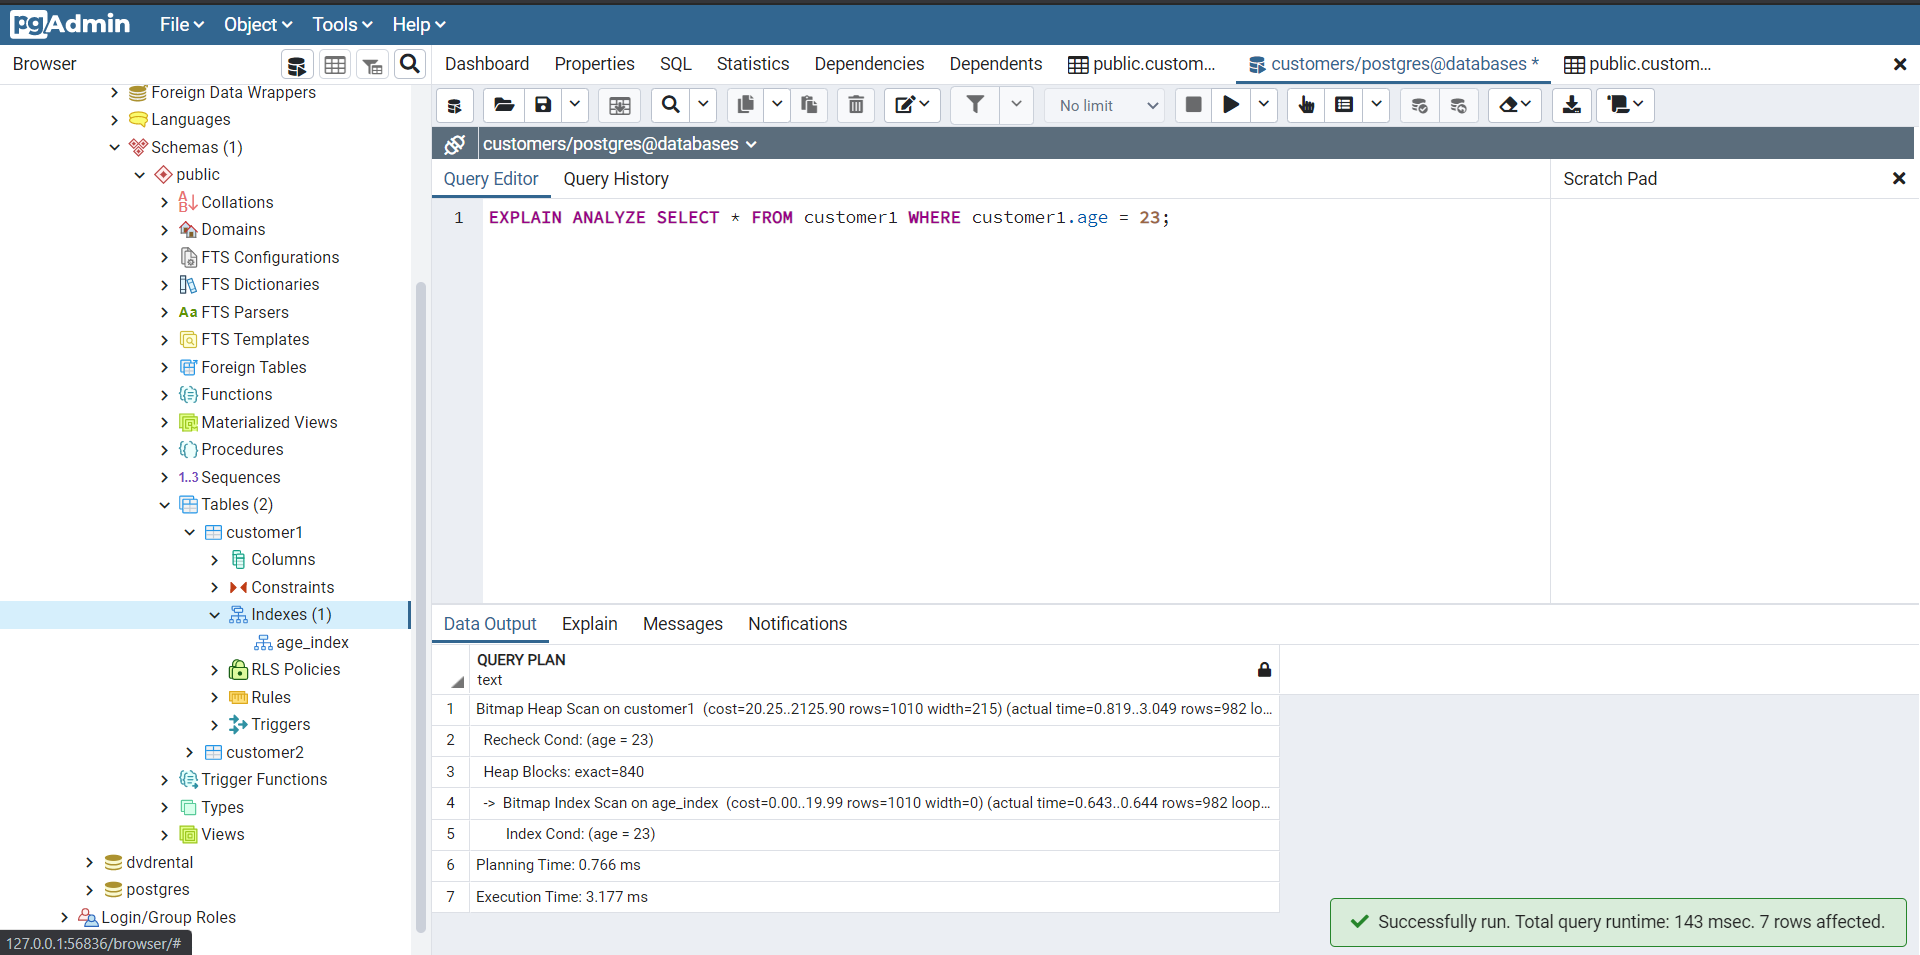 pgAdmin File Object Tools Help
Browser
Dashboard Properties SQL Statistics Dependencies Dependents public.custom... customers/postgres@databases * public.custom...
No limit
customers/postgres@databases
Query Editor Query History
Scratch Pad
1 EXPLAIN ANALYZE SELECT * FROM customer1 WHERE customer1.age = 23;
Foreign Data Wrappers
Languages
Schemas (1)
public
Collations
Domains
FTS Configurations
FTS Dictionaries
Aa FTS Parsers
FTS Templates
Foreign Tables
Functions
Materialized Views
Procedures
1..3 Sequences
Tables (2)
customer1
Columns
Constraints
Indexes (1)
age_index
RLS Policies
Rules
Triggers
customer2
Trigger Functions
Types
Views
dvdrental
postgres
Login/Group Roles
127.0.0.1:56836/browser/#
Data Output Explain Messages Notifications
QUERY PLAN
text
1 Bitmap Heap Scan on customer1 (cost=20.25..2125.90 rows=1010 width=215) (actual time=0.819..3.049 rows=982 lo...
2 Recheck Cond: (age = 23)
3 Heap Blocks: exact=840
4 -> Bitmap Index Scan on age_index (cost=0.00..19.99 rows=1010 width=0) (actual time=0.643..0.644 rows=982 loop...
5 Index Cond: (age = 23)
6 Planning Time: 0.766 ms
7 Execution Time: 3.177 ms
Successfully run. Total query runtime: 143 msec. 7 rows affected.